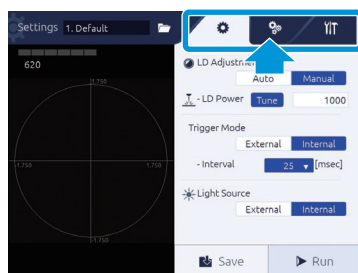 Settings 1. Default
620
1.750
1.750
1.750
1.750
LD Adjustme
Auto Manual
- LD Power Tune 1000
Trigger Mode
External Internal
- Interval 25 [msec]
Light Source
External Internal
Save Run